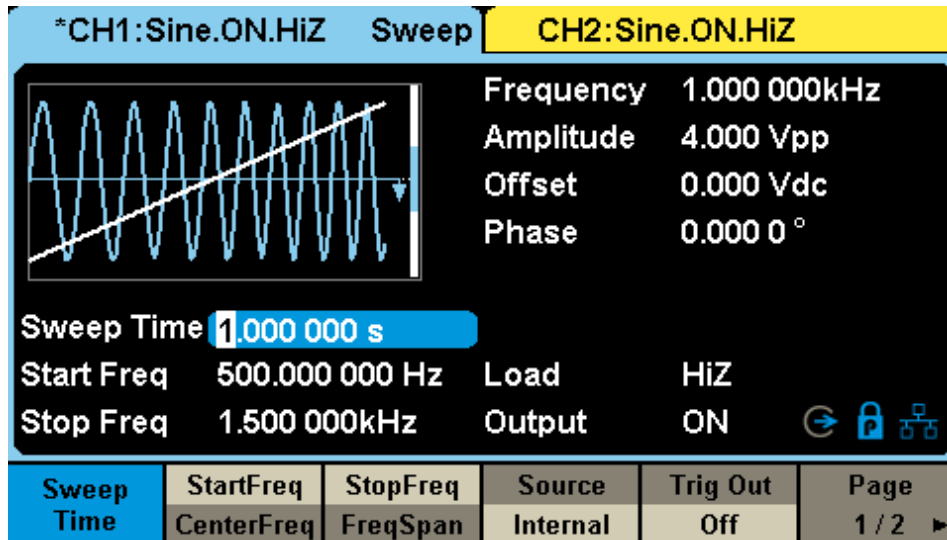 *CH1:Sine.ON.HiZ Sweep CH2:Sine.ON.HiZ
Frequency 1.000 000kHz
Amplitude 4.000 Vpp
Offset 0.000 Vdc
Phase 0.000 0 °
Sweep Time 1.000 000 s
Start Freq 500.000 000 Hz Load HiZ
Stop Freq 1.500 000kHz Output ON P
Sweep Time StartFreq StopFreq Source Trig Out Page
CenterFreq FreqSpan Internal Off 1 / 2 ►